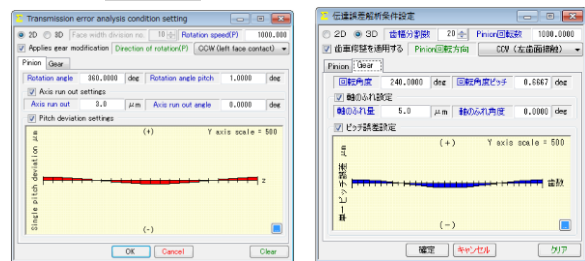 Transmission error analysis condition setting
2D 3D Face width division no. 10 Rotation speed(P) 1000.000
Applies gear modification Direction of rotation(P) CCW (left face contact)
Pinion Gear
Rotation angle 360.0000 deg Rotation angle pitch 1.0000 deg
Axis run out settings
Axis run out 3.0 μm Axis run out angle 0.0000 deg
Pitch deviation settings
(+) Y axis scale = 500
Single pitch deviation μm
z
(-)
OK Cancel Clear
伝達誤差解析条件設定
2D 3D 歯幅分割数 20 Pinion回転数 1000.0000
歯車修整を適用する Pinion回転方向 CCW (左歯面接触)
Pinion Gear
回転角度 240.0000 deg 回転角度ピッチ 0.6667 deg
軸のふれ設定
軸のふれ量 5.0 μm 軸のふれ角度 0.0000 deg
ピッチ誤差設定
(+) Y axis scale = 500
単一ピッチ誤差 μm
歯数
(-)
確定 キャンセル クリア